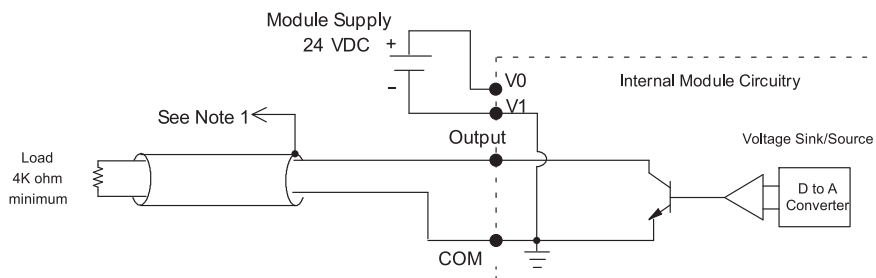 Module Supply
24 VDC
+
-
V0
V1
Internal Module Circuitry
See Note 1
Output
Voltage Sink/Source
Load
4K ohm
minimum
D to A
Converter
COM